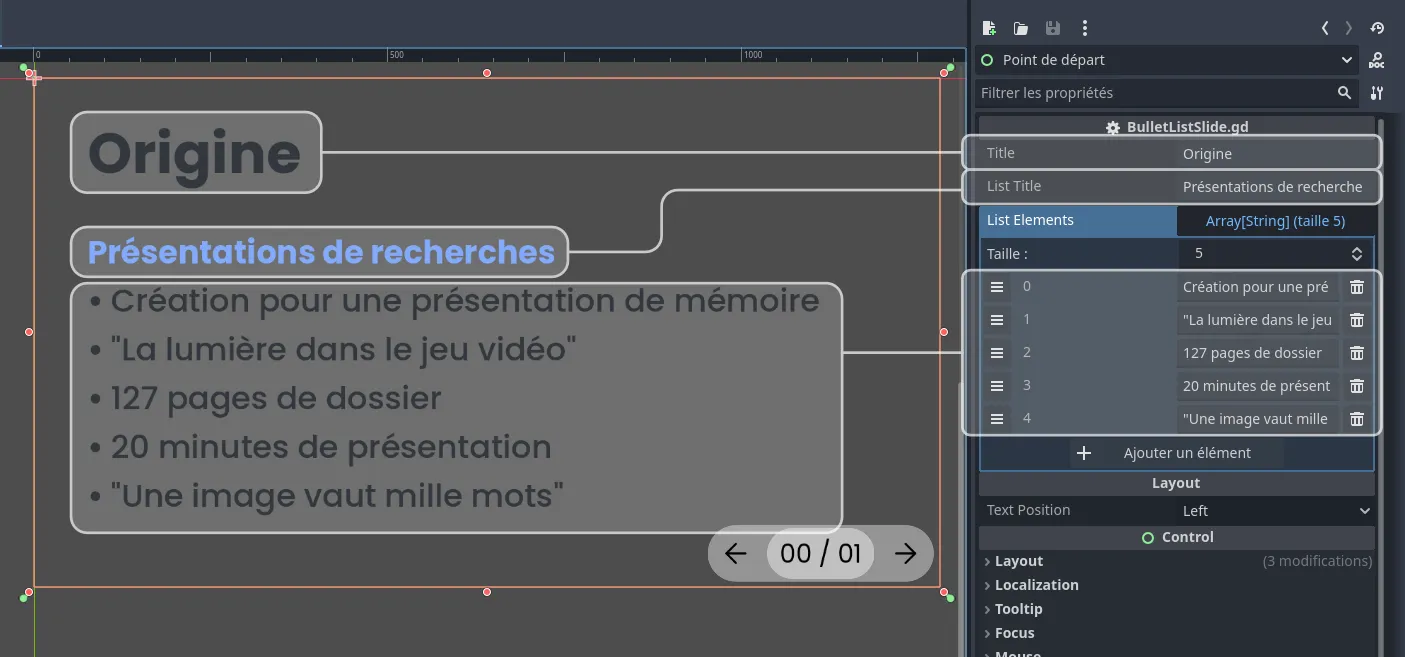 0
500
1000
Origine
Présentations de recherches
• Création pour une présentation de mémoire
• "La lumière dans le jeu vidéo"
• 127 pages de dossier
• 20 minutes de présentation
• "Une image vaut mille mots"
00 / 01
Point de départ
DOC
Filtrer les propriétés
BulletListSlide.gd
Title Origine
List Title Présentations de recherche
List Elements Array[String] (taille 5)
Taille : 5
0 Création pour une pré
1 "La lumière dans le jeu
2 127 pages de dossier
3 20 minutes de présent
4 "Une image vaut mille
Ajouter un élément
Layout
Text Position Left
Control
Layout (3 modifications)
Localization
Tooltip
Focus
Mouse